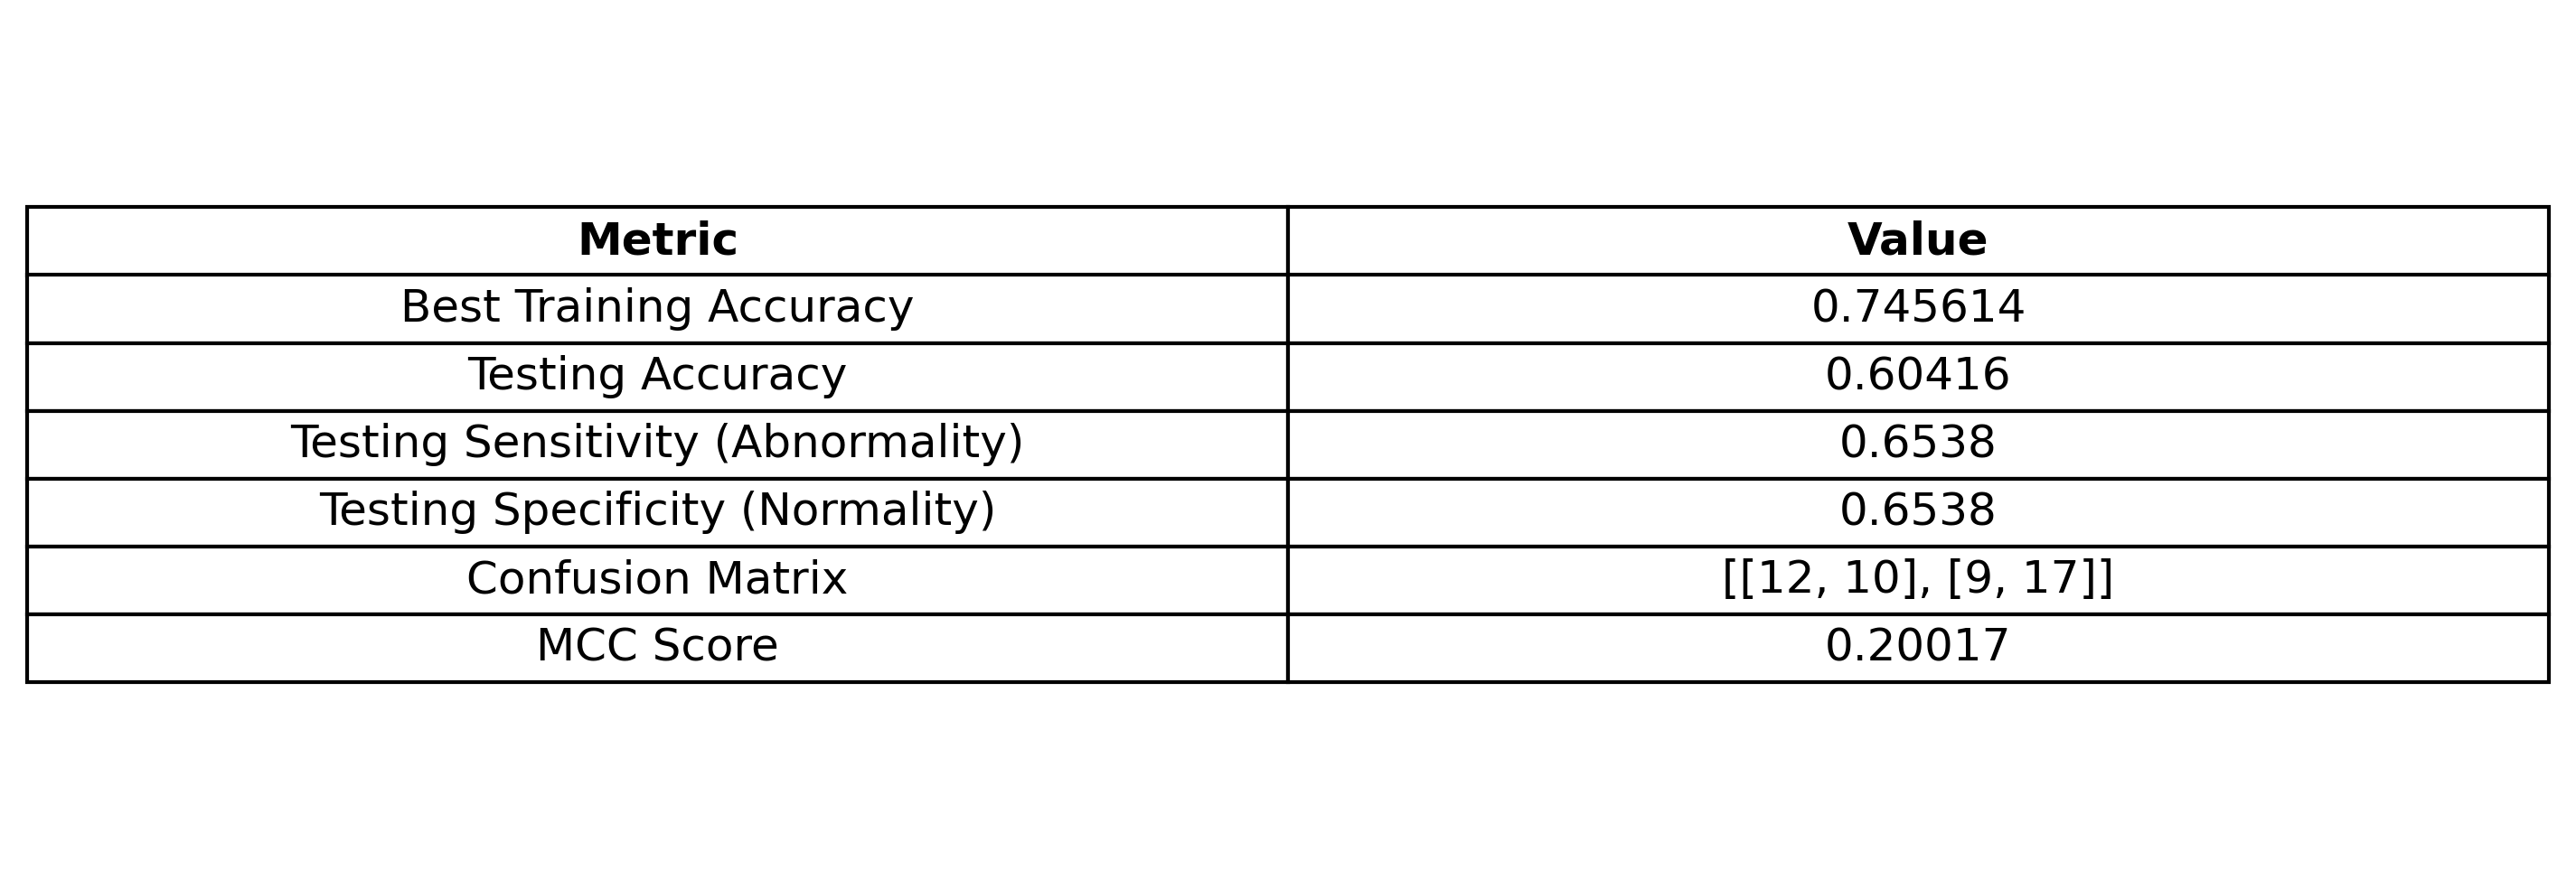 Metric Value
Best Training Accuracy 0.745614
Testing Accuracy 0.60416
Testing Sensitivity (Abnormality) 0.6538
Testing Specificity (Normality) 0.6538
Confusion Matrix [[12, 10], [9, 17]]
MCC Score 0.20017